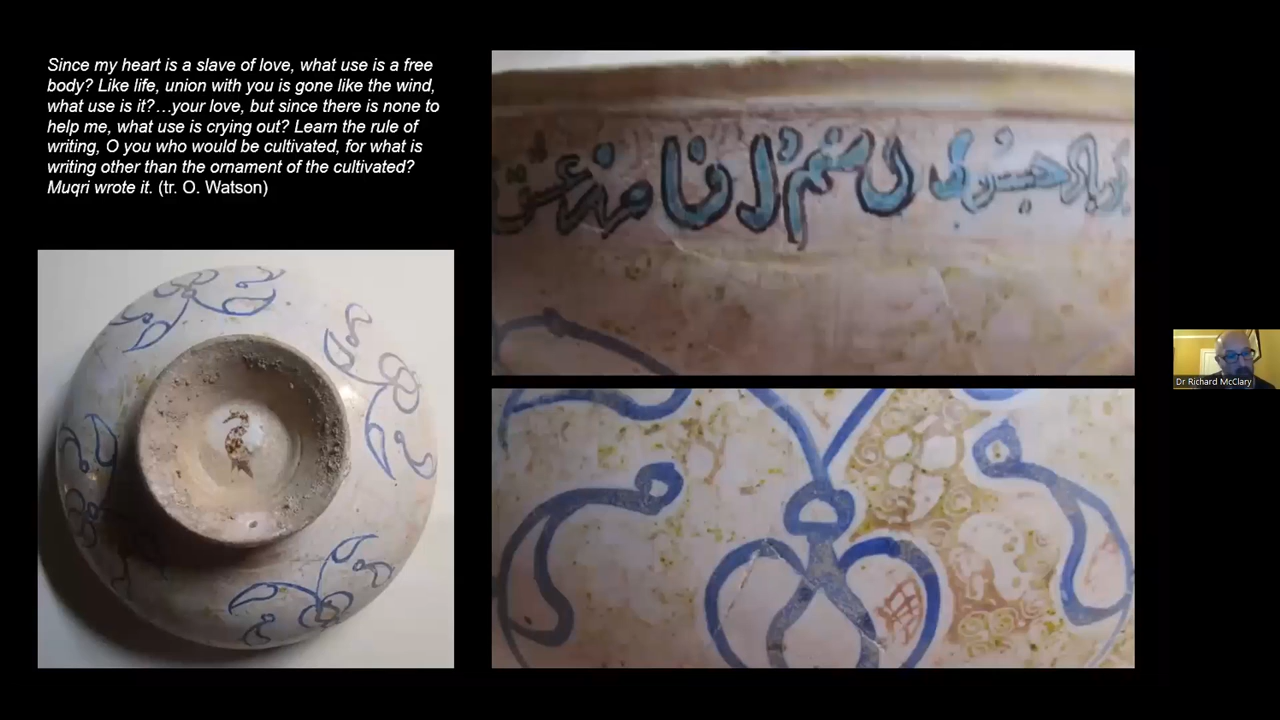 Since my heart is a slave of love, what use is a free
body? Like life, union with you is gone like the wind,
what use is it?…your love, but since there is none to
help me, what use is crying out? Learn the rule of
writing, O you who would be cultivated, for what is
writing other than the ornament of the cultivated?
Muqri wrote it. (tr. O. Watson)
Dr Richard McClary